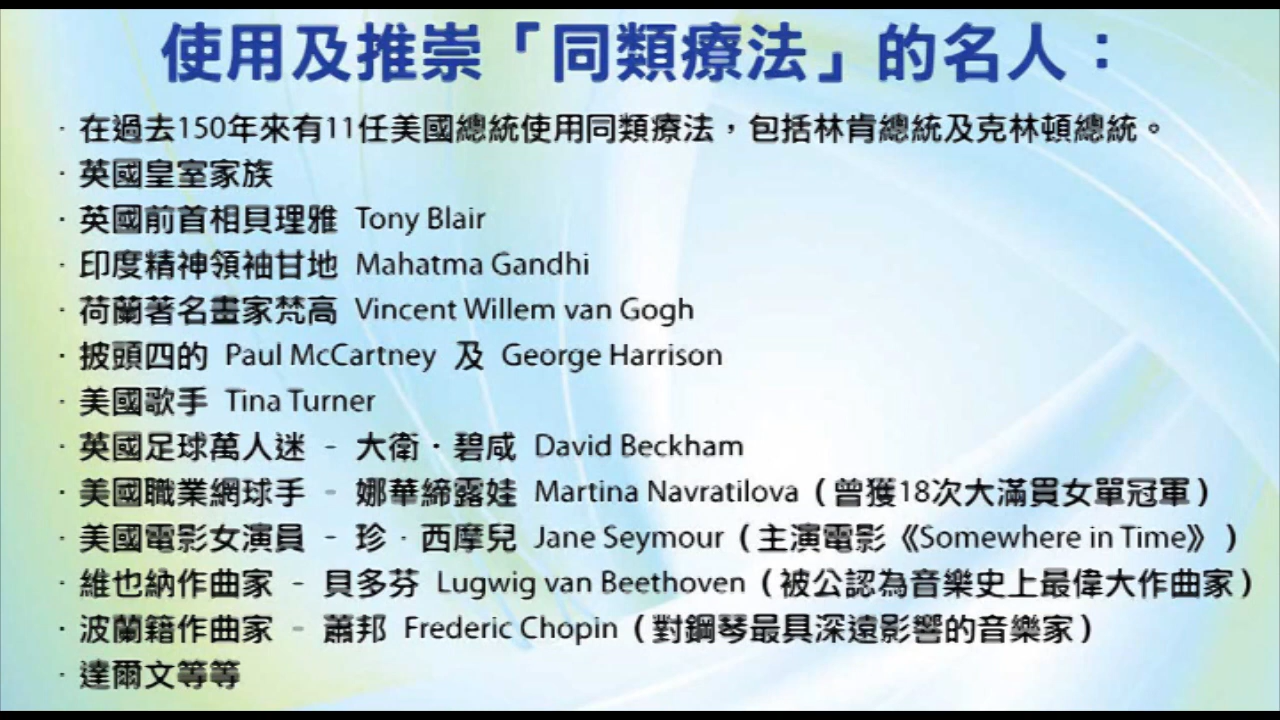 使用及推崇「同類療法」的名人：
· 在過去150年來有11任美國總統使用同類療法，包括林肯總統及克林頓總統。
· 英國皇室家族
· 英國前首相貝理雅 Tony Blair
· 印度精神領袖甘地 Mahatma Gandhi
· 荷蘭著名畫家梵高 Vincent Willem van Gogh
· 披頭四的 Paul McCartney 及 George Harrison
· 美國歌手 Tina Turner
· 英國足球萬人迷 - 大衛·碧咸 David Beckham
· 美國職業網球手 - 娜華締露娃 Martina Navratilova（曾獲18次大滿貫女單冠軍）
· 美國電影女演員 - 珍·西摩兒 Jane Seymour（主演電影《Somewhere in Time》）
· 維也納作曲家 - 貝多芬 Lugwig van Beethoven（被公認為音樂史上最偉大作曲家）
· 波蘭籍作曲家 - 蕭邦 Frederic Chopin（對鋼琴最具深遠影響的音樂家）
· 達爾文等等